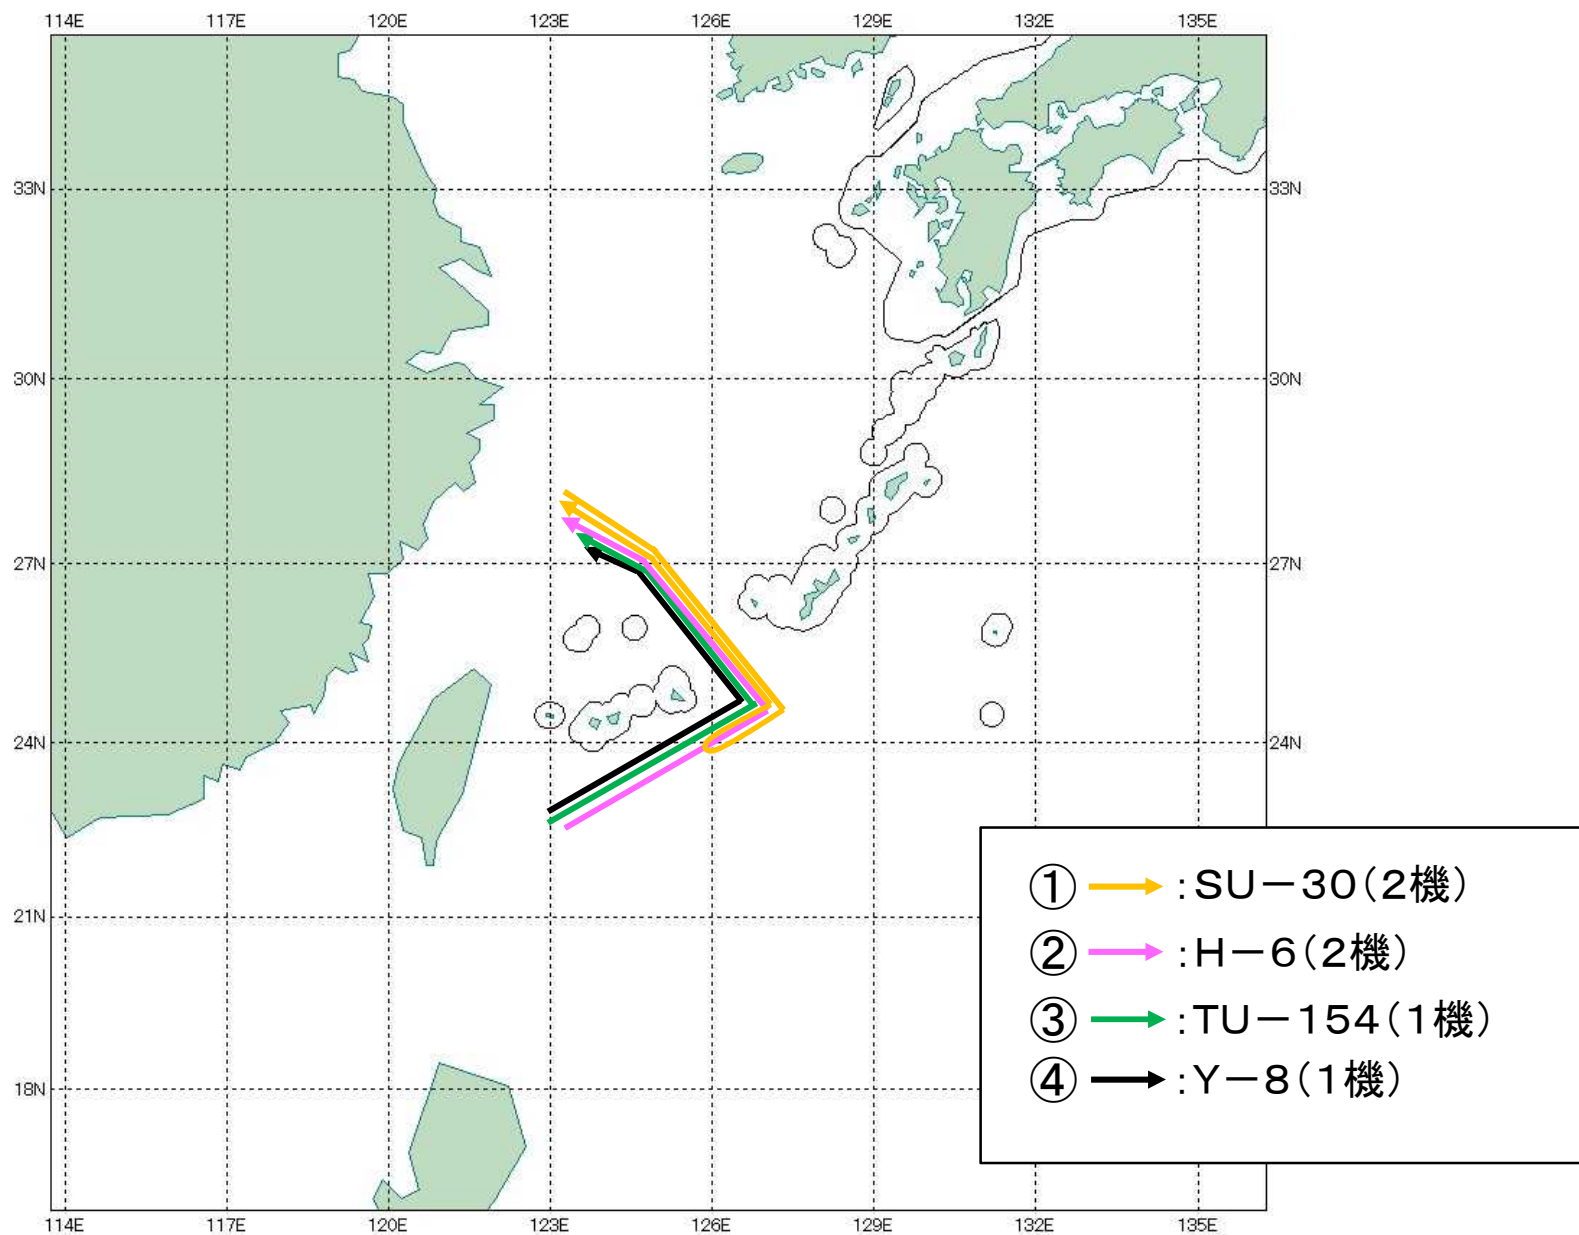 114E 117E 120E 123E 126E 129E 132E 135E
33N 33N
30N 30N
27N 27N
24N 24N
21N
18N
①:SU－30(2機)
②:H－6(2機)
③:TU－154(1機)
④:Y－8(1機)
114E 117E 120E 123E 126E 129E 132E 135E